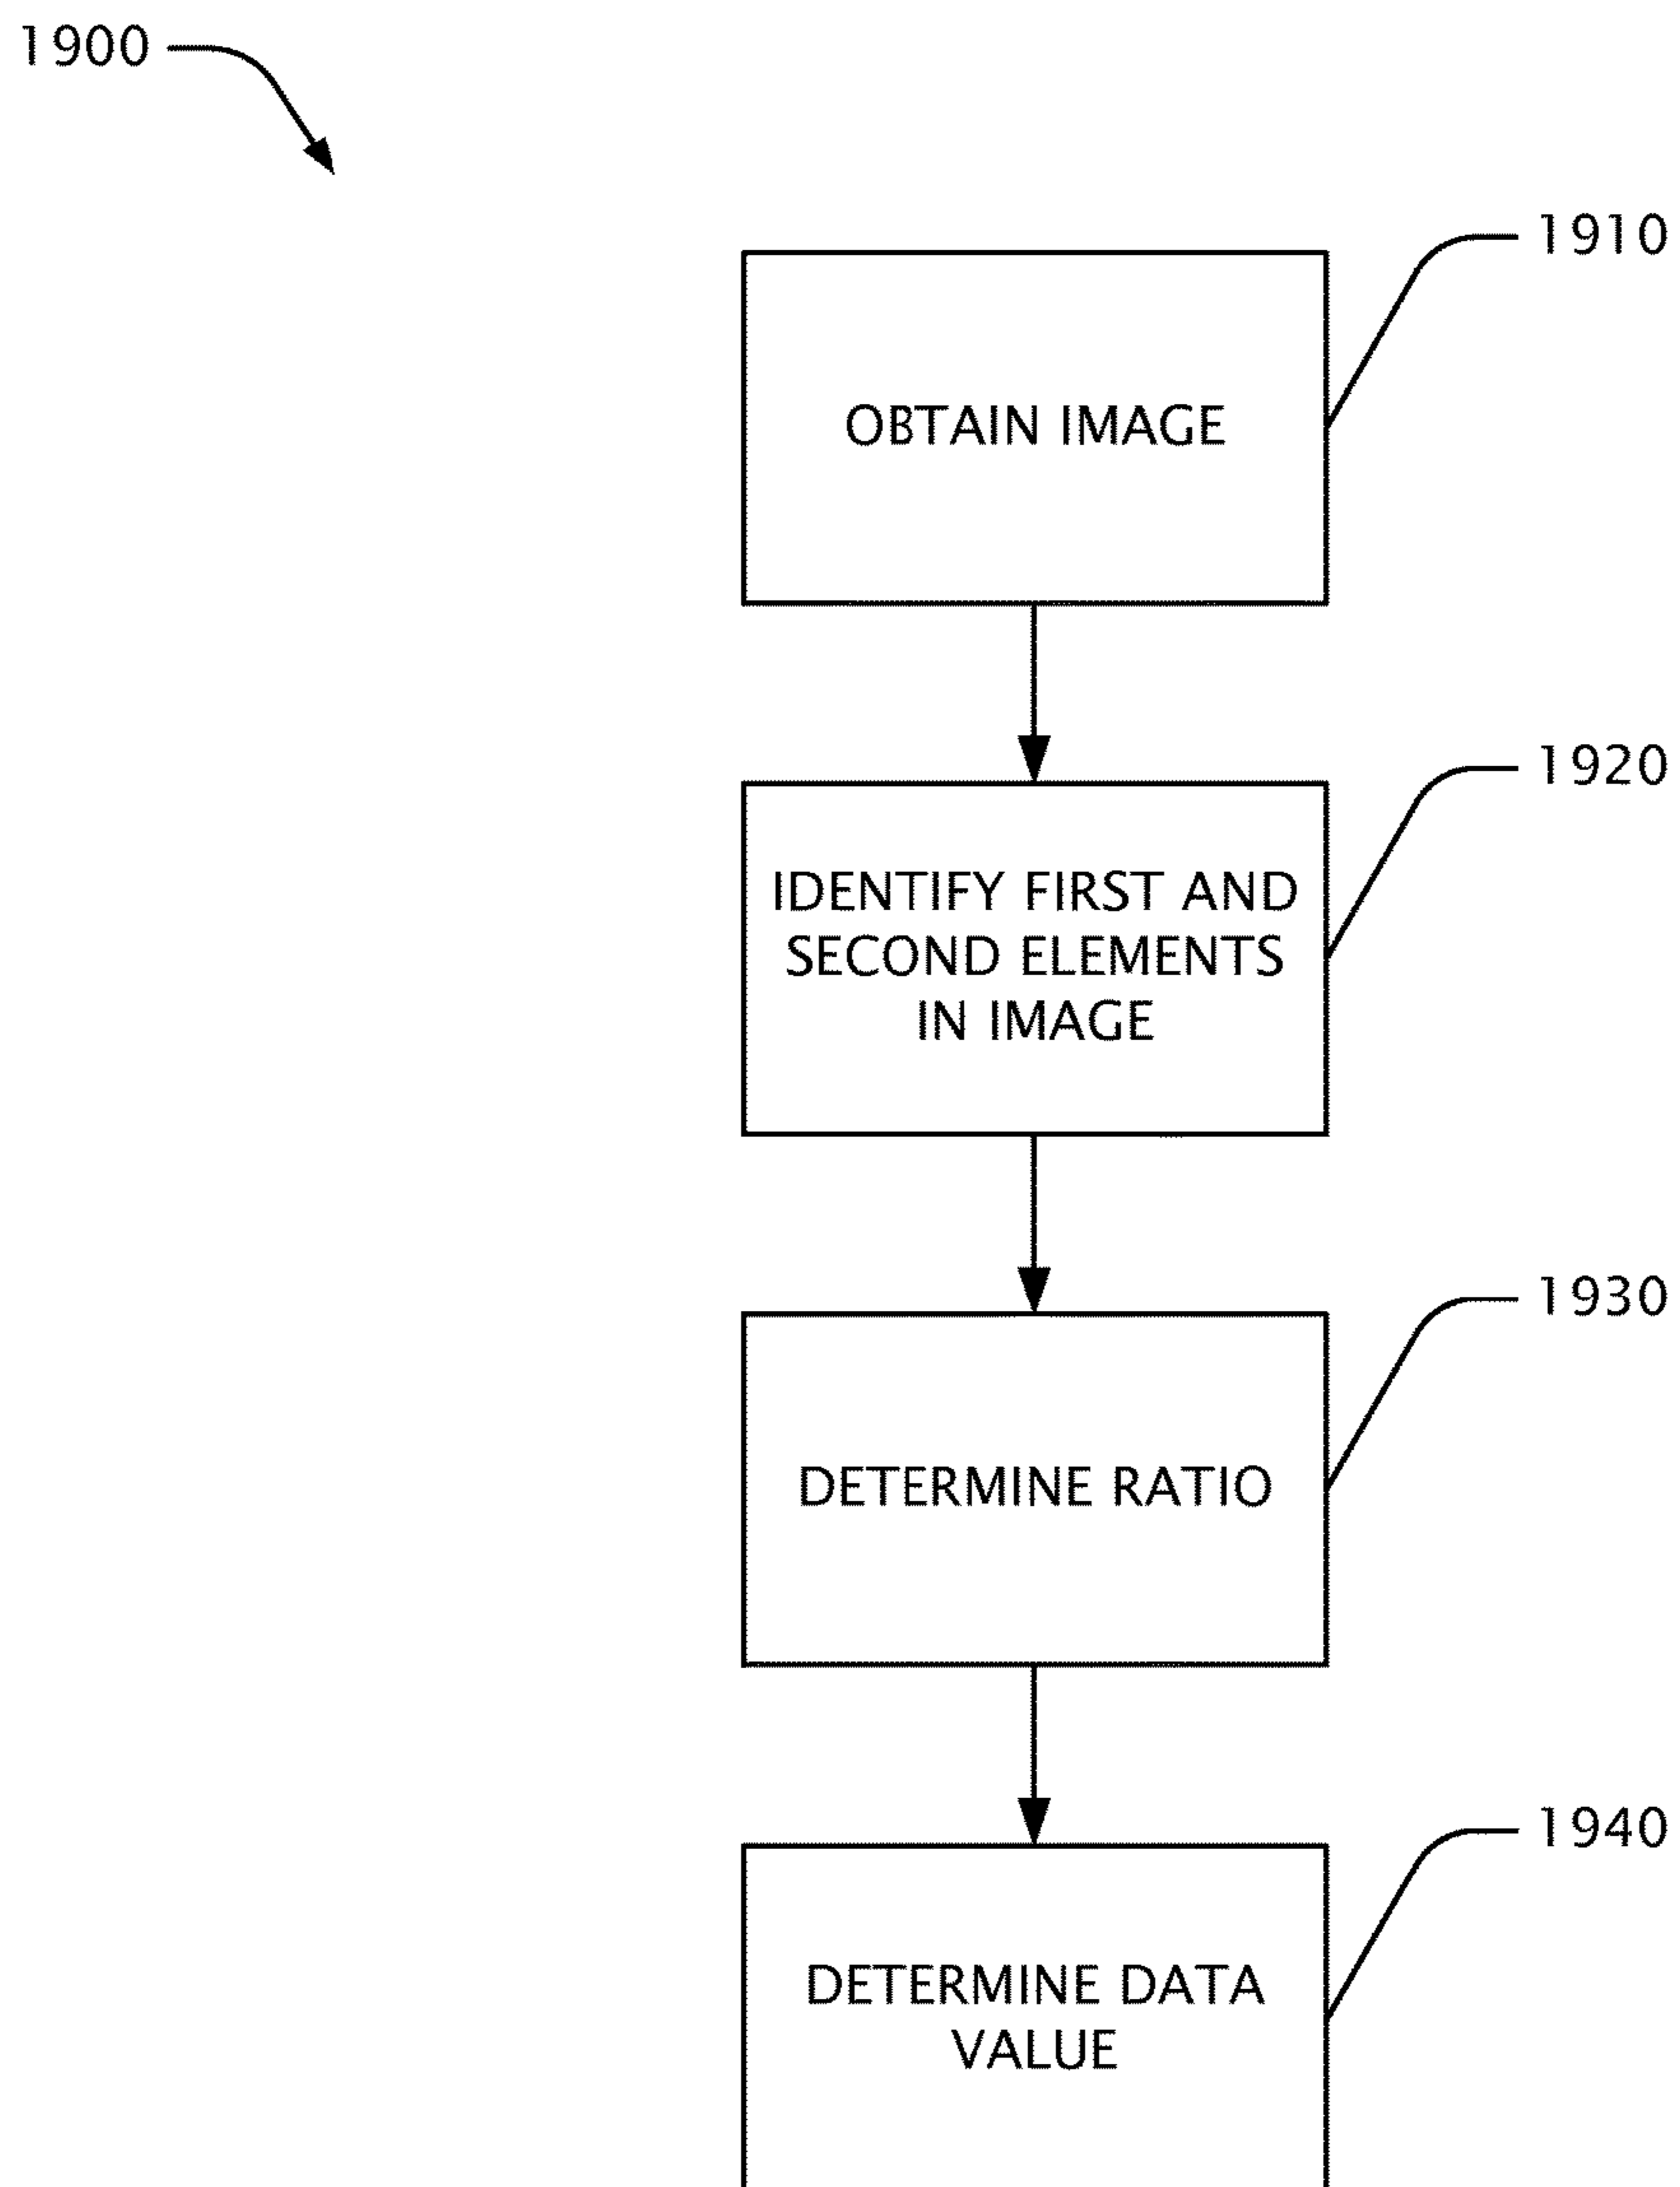 1900
1910
OBTAIN IMAGE
1920
IDENTIFY FIRST AND
SECOND ELEMENTS
IN IMAGE
1930
DETERMINE RATIO
1940
DETERMINE DATA
VALUE